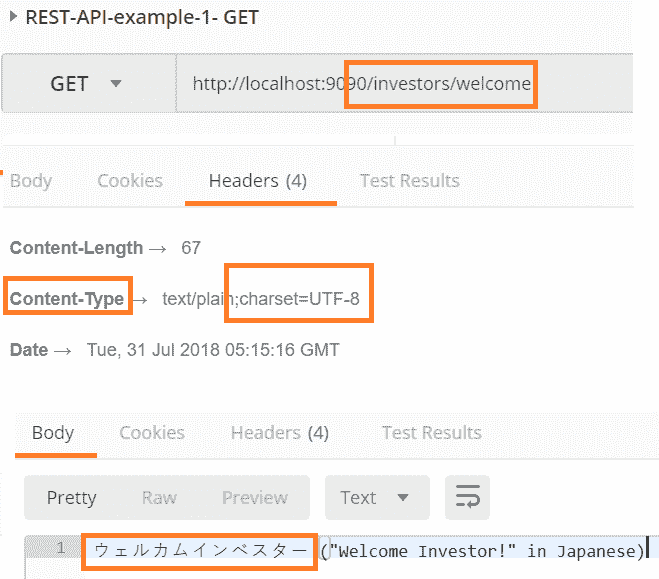 REST-API-example-1- GET
GET http://localhost:9090/investors/welcome
Body Cookies Headers (4) Test Results
Content-Length → 67
Content-Type → text/plain;charset=UTF-8
Date → Tue, 31 Jul 2018 05:15:16 GMT
Body Cookies Headers (4) Test Results
Pretty Raw Preview Text
1 ウェルカムインベスター ("Welcome Investor!" in Japanese)